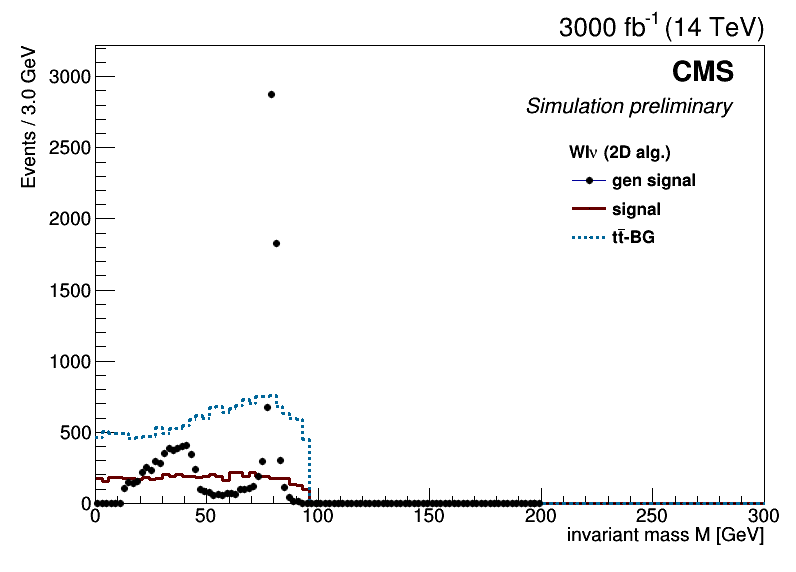 3000 fb⁻¹ (14 TeV)
CMS
Simulation preliminary
Wlν (2D alg.)
gen signal
signal
tt̄-BG
Events / 3.0 GeV
3000
2500
2000
1500
1000
500
0
0 50 100 150 200 250 300
invariant mass M [GeV]